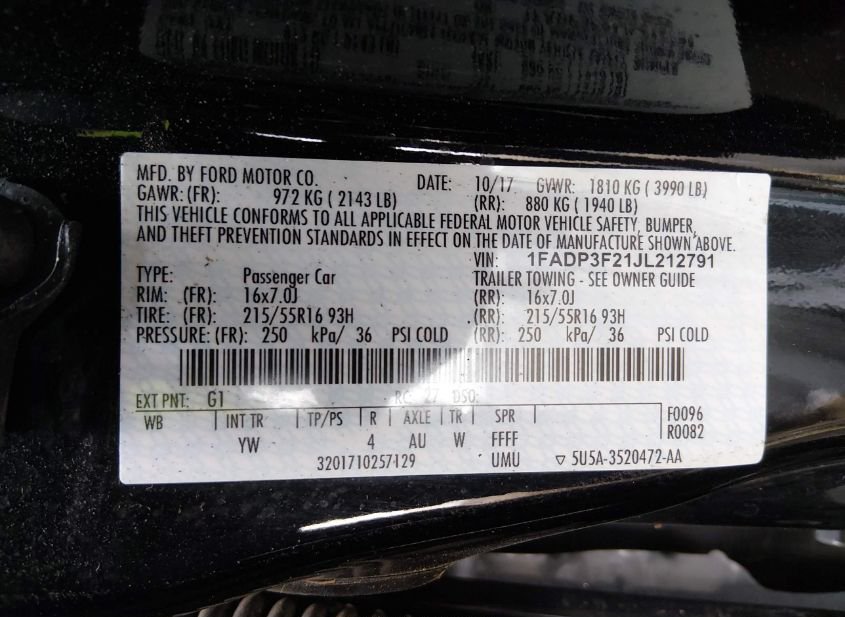 MFD. BY FORD MOTOR CO. DATE: 10/17 GVWR: 1810 KG ( 3990 LB)
GAWR: (FR): 972 KG ( 2143 LB) (RR): 880 KG ( 1940 LB)
THIS VEHICLE CONFORMS TO ALL APPLICABLE FEDERAL MOTOR VEHICLE SAFETY, BUMPER,
AND THEFT PREVENTION STANDARDS IN EFFECT ON THE DATE OF MANUFACTURE SHOWN ABOVE.
VIN: 1FADP3F21JL212791
TYPE: Passenger Car TRAILER TOWING - SEE OWNER GUIDE
RIM: (FR): 16x7.0J (RR): 16x7.0J
TIRE: (FR): 215/55R16 93H (RR): 215/55R16 93H
PRESSURE: (FR): 250 kPa/ 36 PSI COLD (RR): 250 kPa/ 36 PSI COLD
EXT PNT: G1 RC: 27 DSO:
WB INT TR TP/PS R AXLE TR SPR F0096
YW 4 AU W FFFF R0082
3201710257129 UMU ▽ 5U5A-3520472-AA